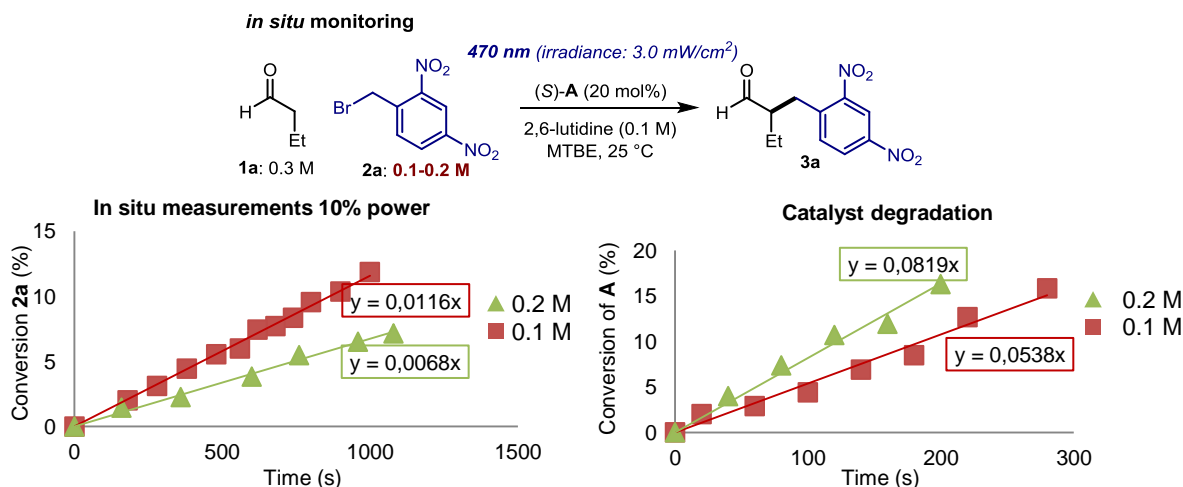 in situ monitoring
470 nm (irradiance: 3.0 mW/cm²)
O
H
Et
1a: 0.3 M
Br
NO₂
NO₂
2a: 0.1-0.2 M
(S)-A (20 mol%)
2,6-lutidine (0.1 M)
MTBE, 25 °C
O
H
Et
NO₂
NO₂
3a
In situ measurements 10% power
Conversion 2a (%)
15
10
5
0
0 500 1000 1500
Time (s)
y = 0,0116x
y = 0,0068x
0.2 M
0.1 M
Catalyst degradation
Conversion of A (%)
20
15
10
5
0
0 100 200 300
Time (s)
y = 0,0819x
y = 0,0538x
0.2 M
0.1 M